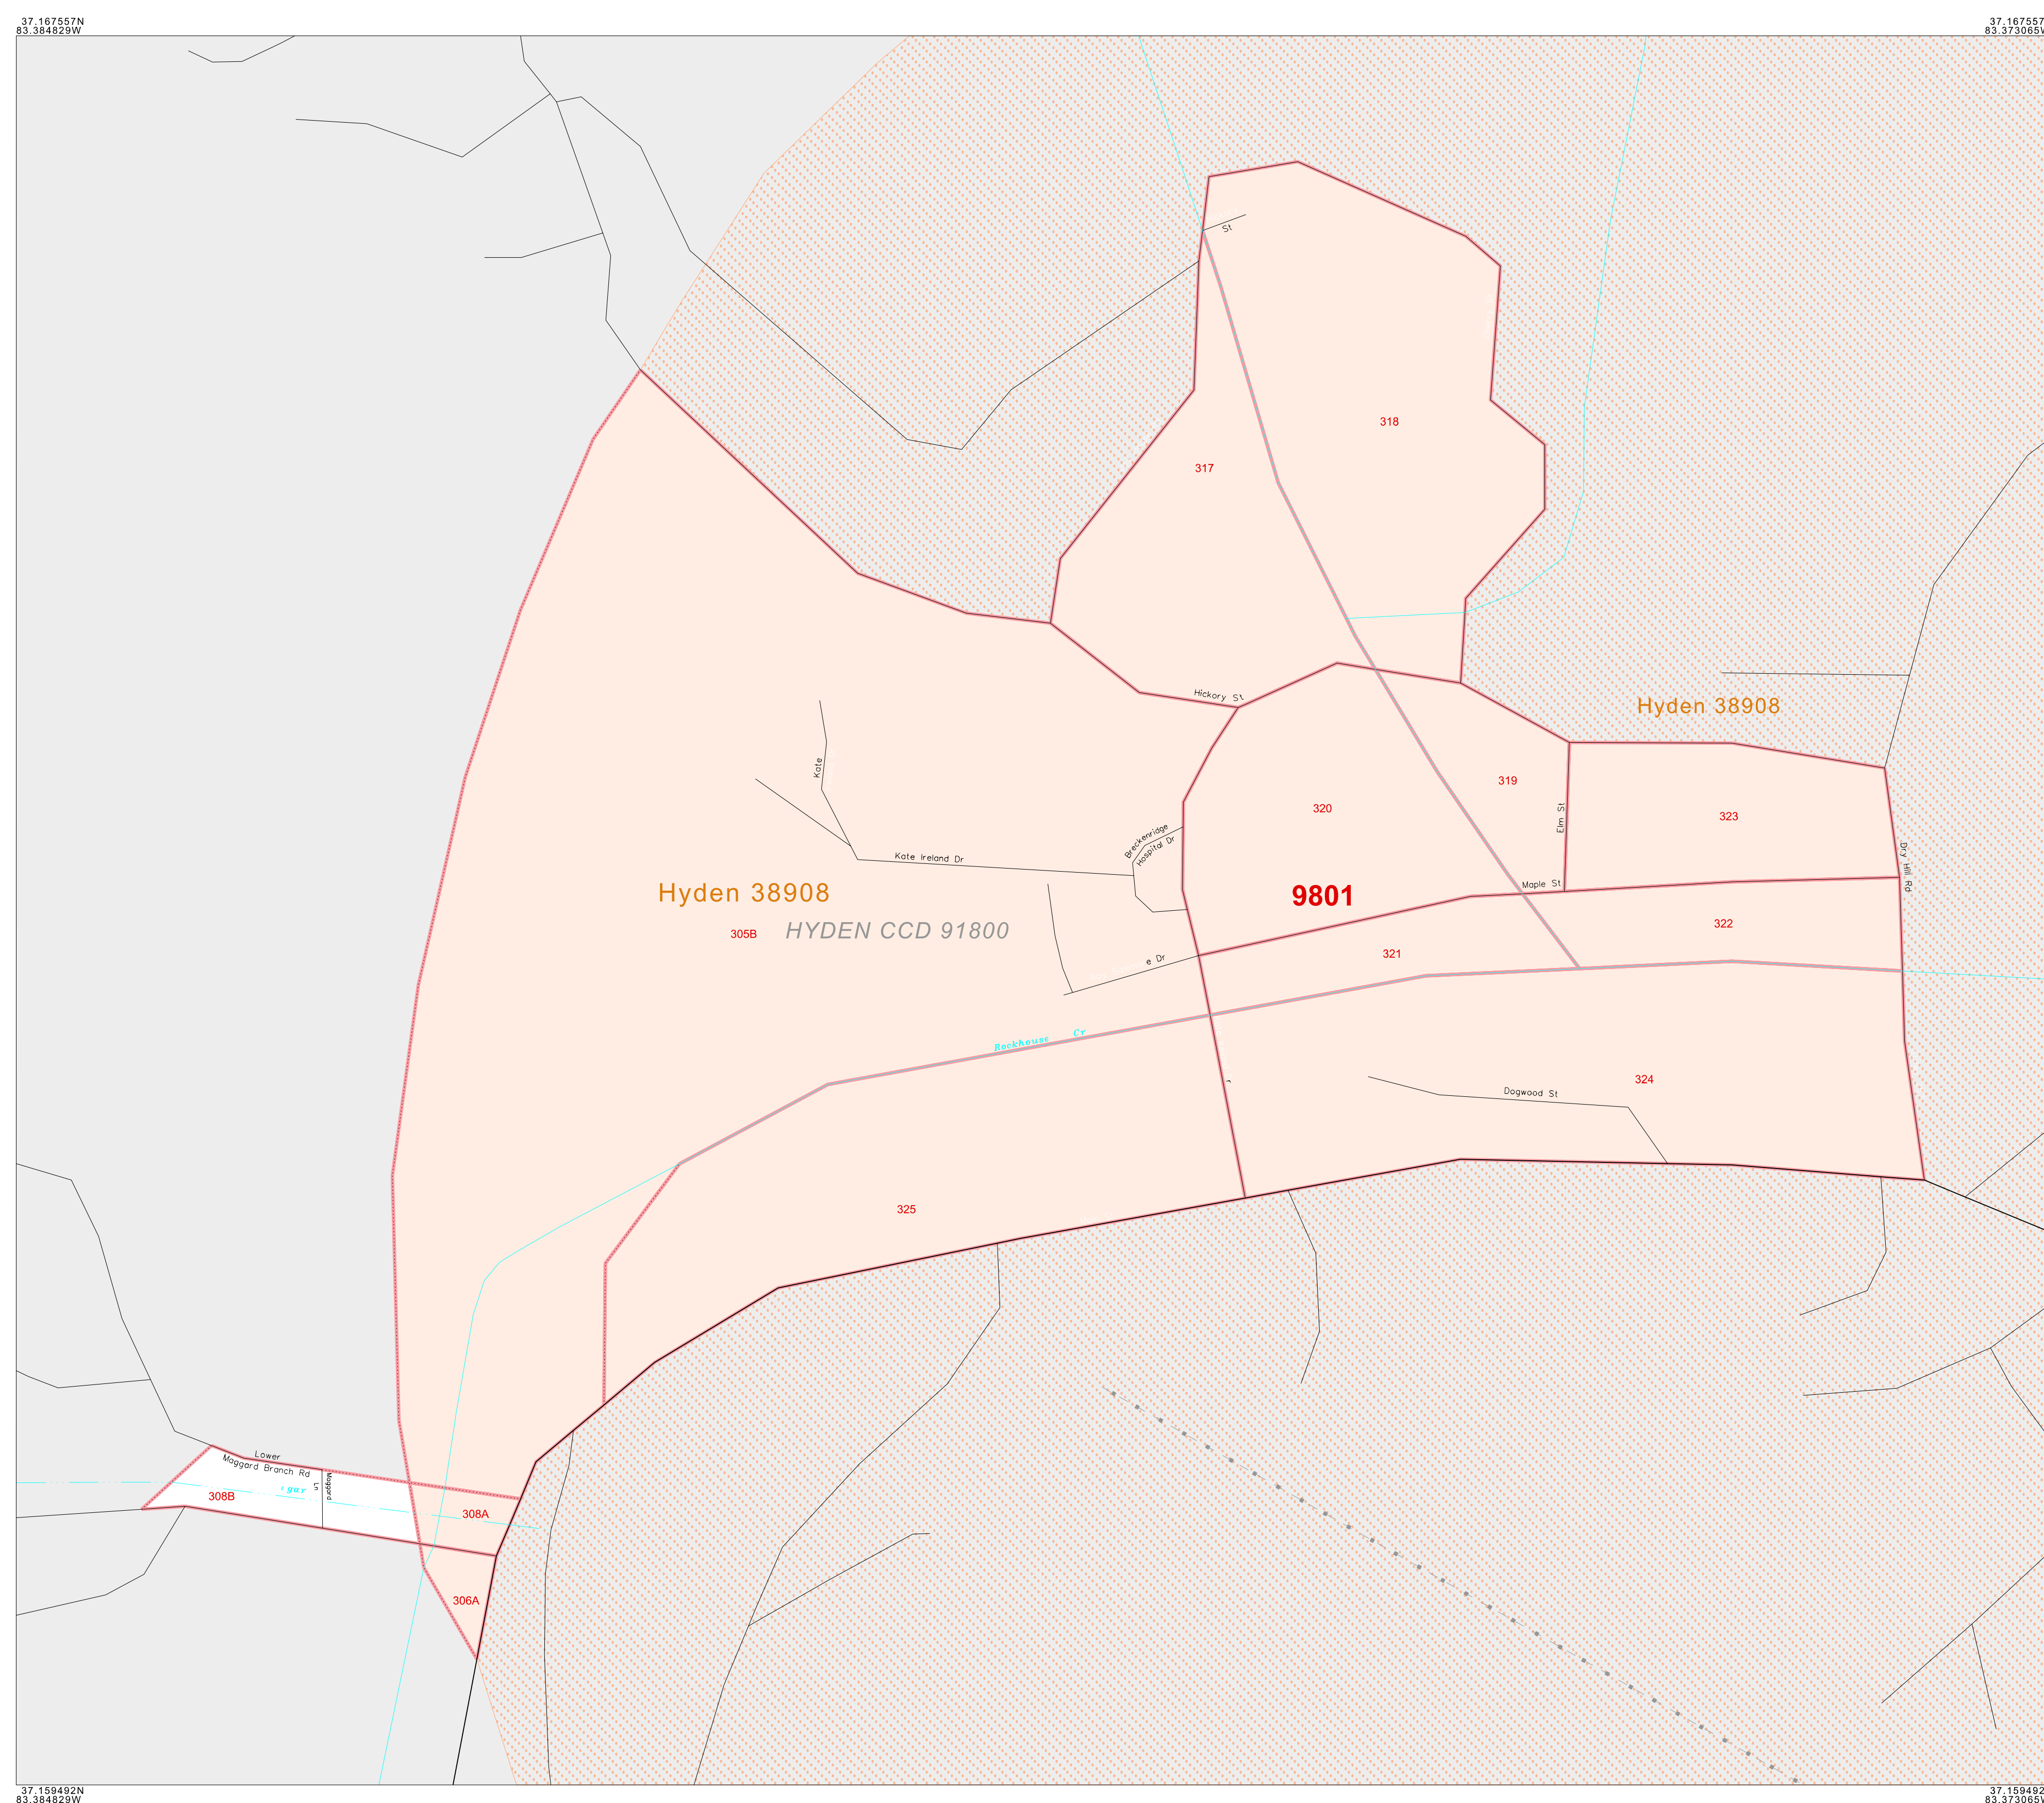 37.167557N
83.384829W
37.167557
83.373065W
St
318
317
Hickory St
Hyden 38908
Kate
319
320
Elm St
323
Breckenridge
Hospital Dr
Dry Hill Rd
Kate Ireland Dr
Maple St
Hyden 38908
9801
HYDEN CCD 91800
305B
322
321
e Dr
Rockhouse Cr
324
Dogwood St
325
Lower
Maggard Branch Rd
Maggard
Ln
308B
308A
306A
37.159492N
83.384829W
37.159492
83.373065W